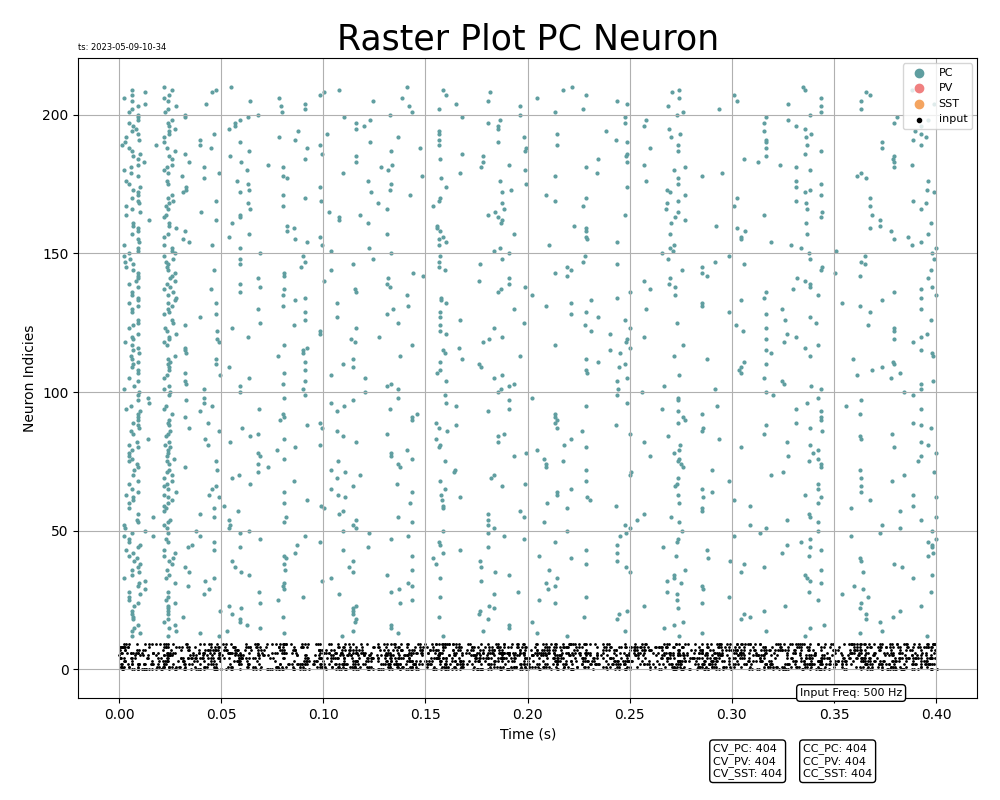 Raster Plot PC Neuron
ts: 2023-05-09-10-34
PC
PV
SST
input
200
150
100
50
0
Neuron Indicies
Input Freq: 500 Hz
0.00 0.05 0.10 0.15 0.20 0.25 0.30 0.35 0.40
Time (s)
CV_PC: 404
CV_PV: 404
CV_SST: 404
CC_PC: 404
CC_PV: 404
CC_SST: 404